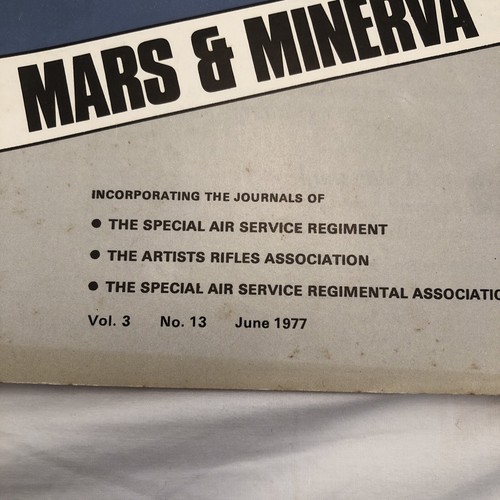 MARS & MINERVA
INCORPORATING THE JOURNALS OF
● THE SPECIAL AIR SERVICE REGIMENT
● THE ARTISTS RIFLES ASSOCIATION
● THE SPECIAL AIR SERVICE REGIMENTAL
Vol. 3 No. 13 June 1977